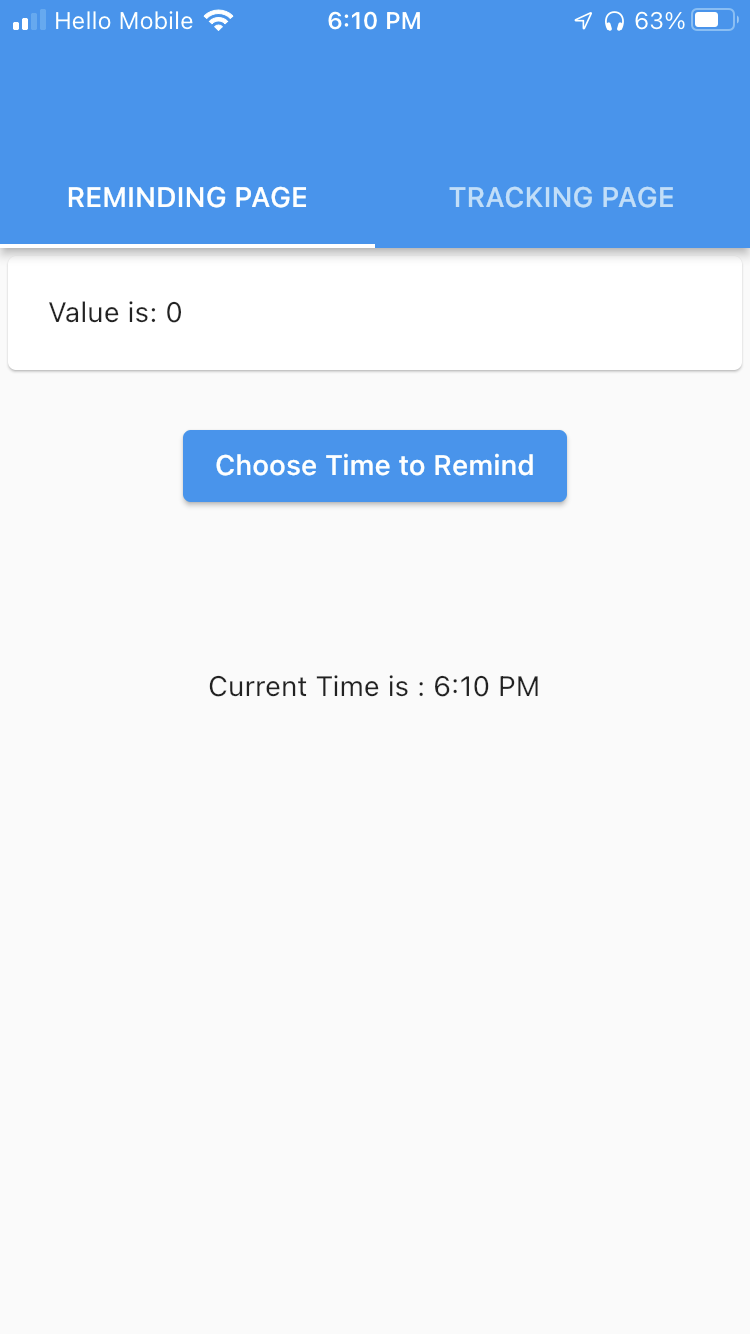 Hello Mobile 6:10 PM 63%
REMINDING PAGE TRACKING PAGE
Value is: 0
Choose Time to Remind
Current Time is : 6:10 PM